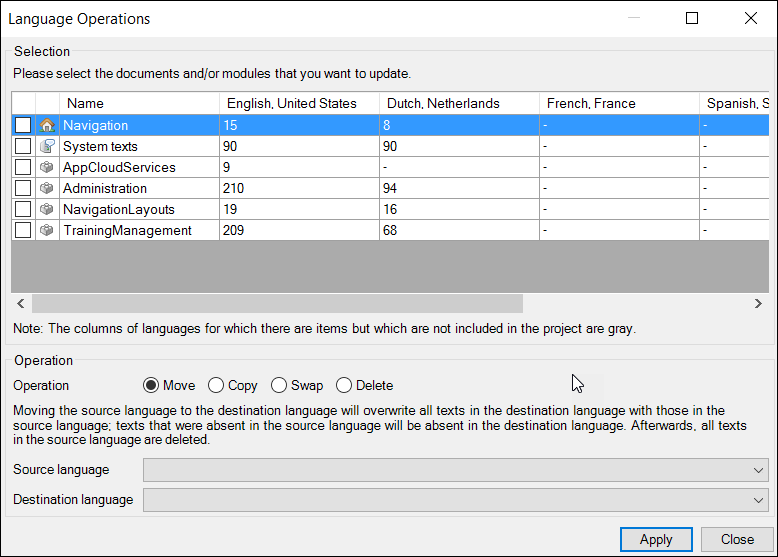 Language Operations
Selection
Please select the documents and/or modules that you want to update.
Name English, United States Dutch, Netherlands French, France Spanish, S
Navigation 15 8 - -
System texts 90 90 - -
AppCloudServices 9 - - -
Administration 210 94 - -
NavigationLayouts 19 16 - -
TrainingManagement 209 68 - -
Note: The columns of languages for which there are items but which are not included in the project are gray.
Operation
Operation Move Copy Swap Delete
Moving the source language to the destination language will overwrite all texts in the destination language with those in the
source language; texts that were absent in the source language will be absent in the destination language. Afterwards, all texts
in the source language are deleted.
Source language
Destination language
Apply Close